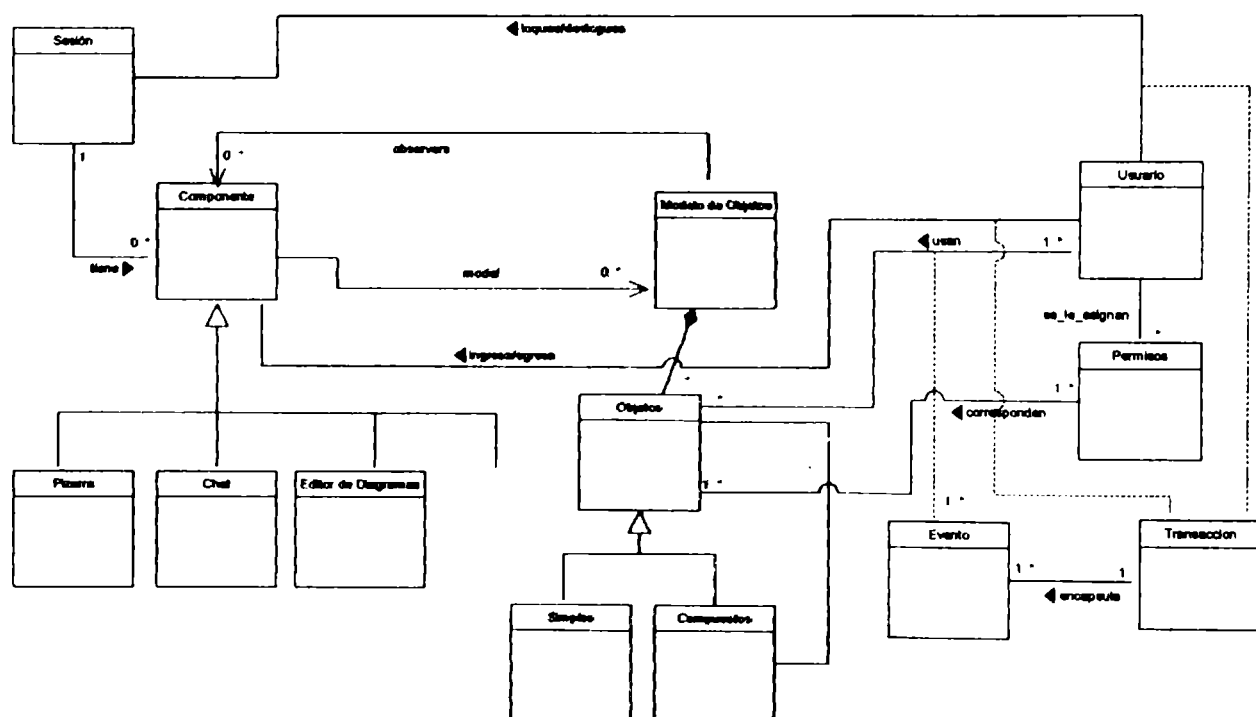 Sesión
1
0..*
tiene
loguea/desloguea
observers
0..*
Componente
Modelo de Objetos
model
0..*
Usuario
usan
1..*
se_le_asignan
*
Permisos
1..*
corresponden
ingresa/egresa
*
Objetos
*
1..*
Pizarra
Chat
Editor de Diagramas
Simples
Compuestos
1..*
Evento
1..*
encapsula
1
Transaccion